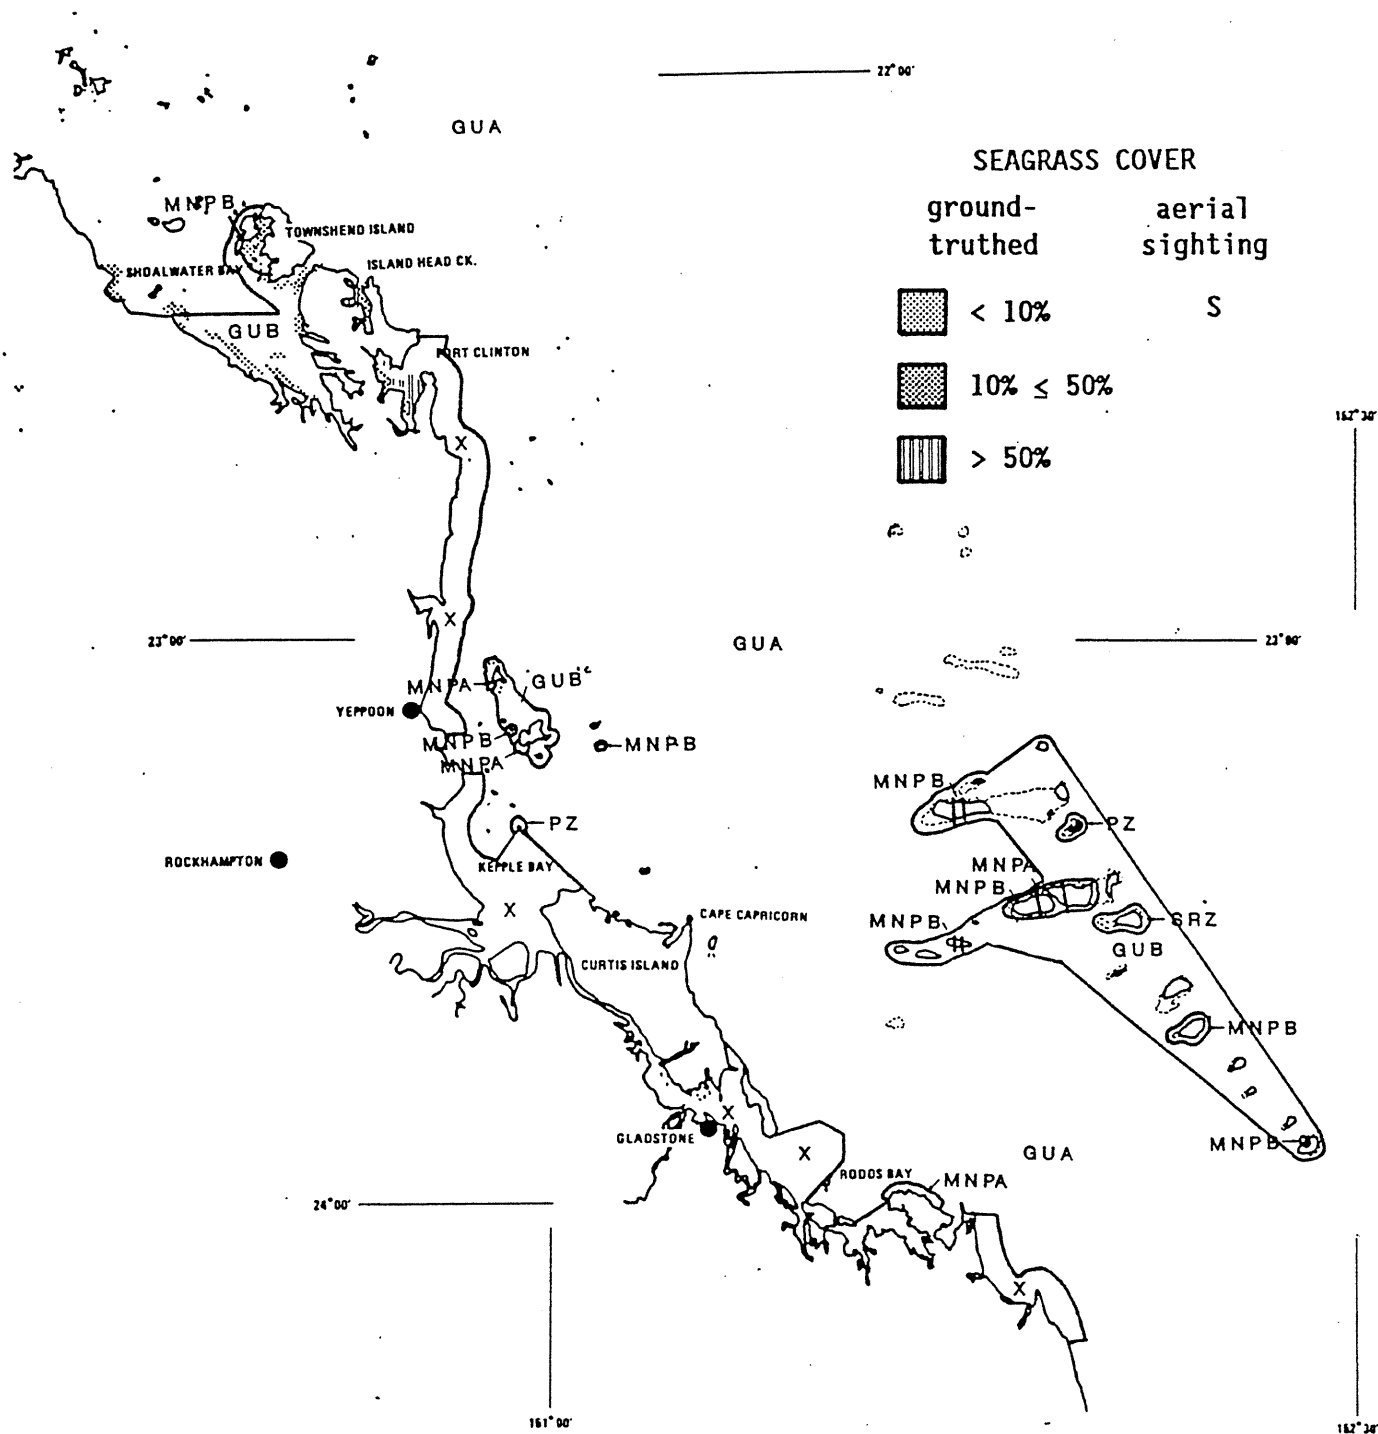 22°00'
GUA
SEAGRASS COVER
ground-
truthed
aerial
sighting
< 10%
S
10% ≤ 50%
> 50%
MNPB
TOWNSHEND ISLAND
ISLAND HEAD CK.
SHOALWATER BAY
GUB
PORT CLINTON
X
152°30'
X
23°00'
GUA
23°00'
MNPA
GUB
YEPPOON
MNPB
MNPB
MNPA
MNPB
PZ
PZ
ROCKHAMPTON
KEPPLE BAY
MNPA
MNPB
X
CAPE CAPRICORN
MNPB
SRZ
GUB
CURTIS ISLAND
MNPB
X
GLADSTONE
MNPB
X
GUA
RODDS BAY
MNPA
24°00'
X
151°00'
152°30'